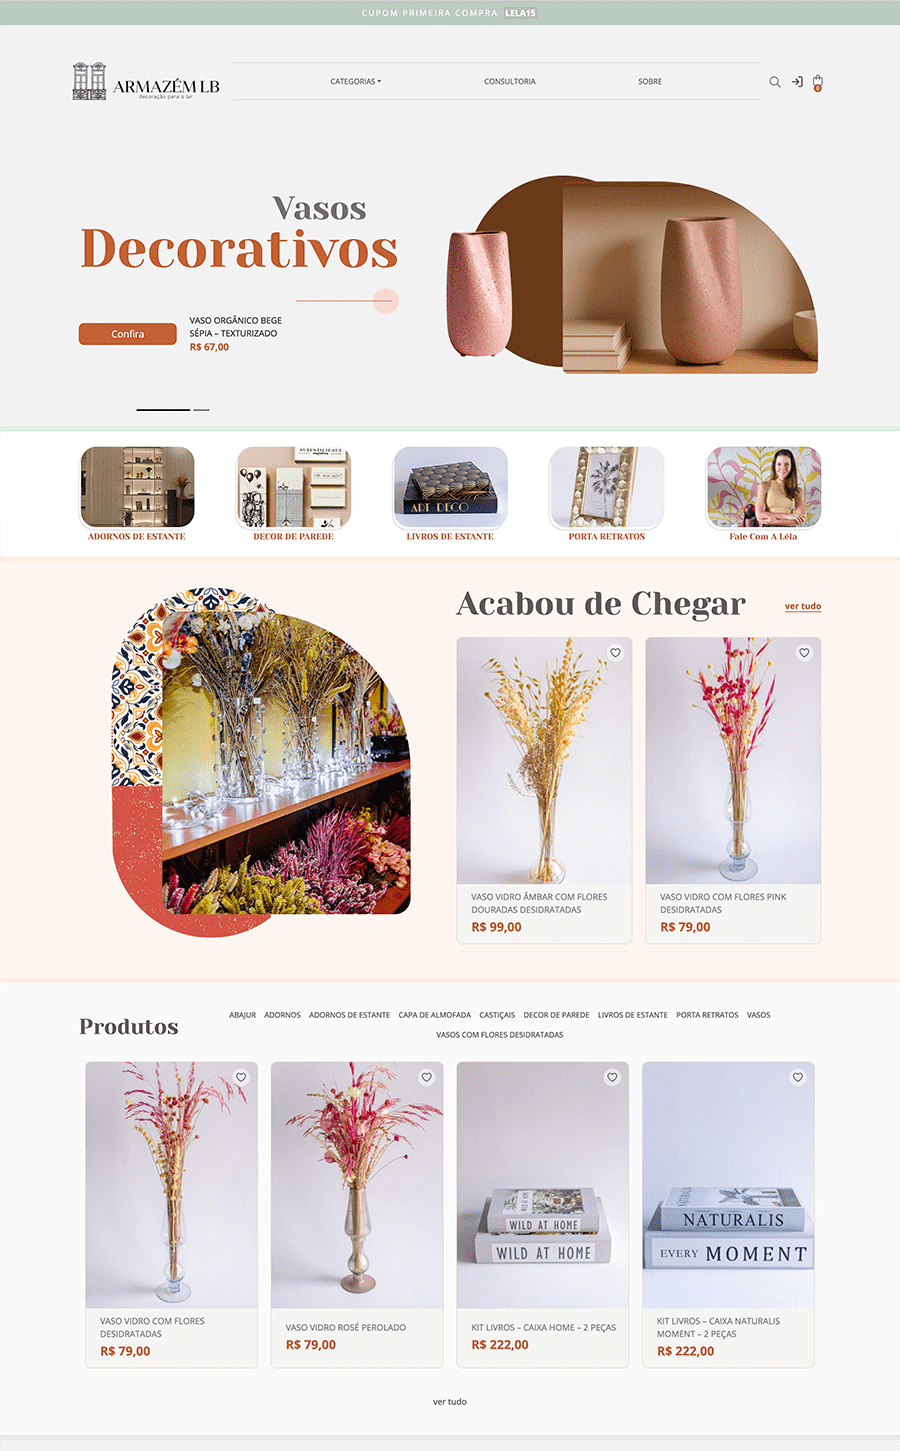 CUPOM PRIMEIRA COMPRA LELA15
ARMAZÉM LB
decoração para o lar
CATEGORIAS
CONSULTORIA
SOBRE
0
Vasos
Decorativos
Confira
VASO ORGÂNICO BEGE
SÉPIA – TEXTURIZADO
R$ 67,00
AUTENTICIDADE
ART DECO
ADORNOS DE ESTANTE
DECOR DE PAREDE
LIVROS DE ESTANTE
PORTA RETRATOS
Fale Com A Léla
Acabou de Chegar
ver tudo
VASO VIDRO ÂMBAR COM FLORES
DOURADAS DESIDRATADAS
R$ 99,00
VASO VIDRO COM FLORES PINK
DESIDRATADAS
R$ 79,00
Produtos
ABAJUR ADORNOS ADORNOS DE ESTANTE CAPA DE ALMOFADA CASTIÇAIS DECOR DE PAREDE LIVROS DE ESTANTE PORTA RETRATOS VASOS
VASOS COM FLORES DESIDRATADAS
WILD AT HOME
WILD AT HOME
NATURALIS
EVERY MOMENT
VASO VIDRO COM FLORES
DESIDRATADAS
R$ 79,00
VASO VIDRO ROSÉ PEROLADO
R$ 79,00
KIT LIVROS – CAIXA HOME – 2 PEÇAS
R$ 222,00
KIT LIVROS – CAIXA NATURALIS
MOMENT – 2 PEÇAS
R$ 222,00
ver tudo